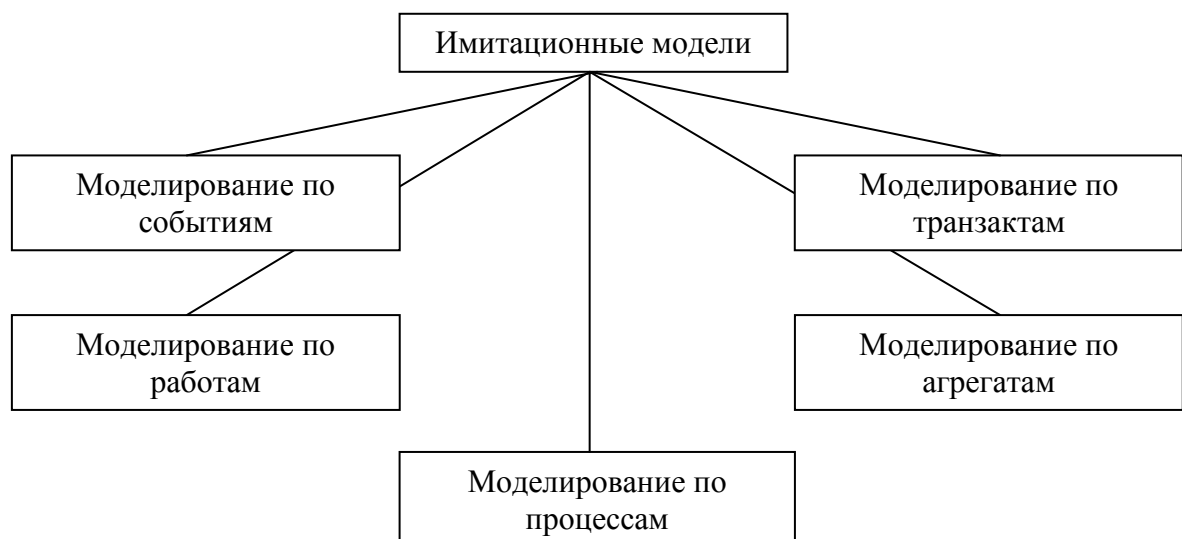 Имитационные модели
Моделирование по
событиям
Моделирование по
транзактам
Моделирование по
работам
Моделирование по
агрегатам
Моделирование по
процессам